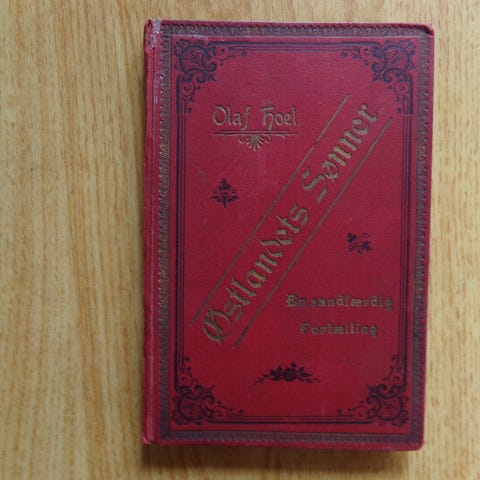 Olaf Hoel
Østlandets Sønner
En sandfærdig
Fortælling